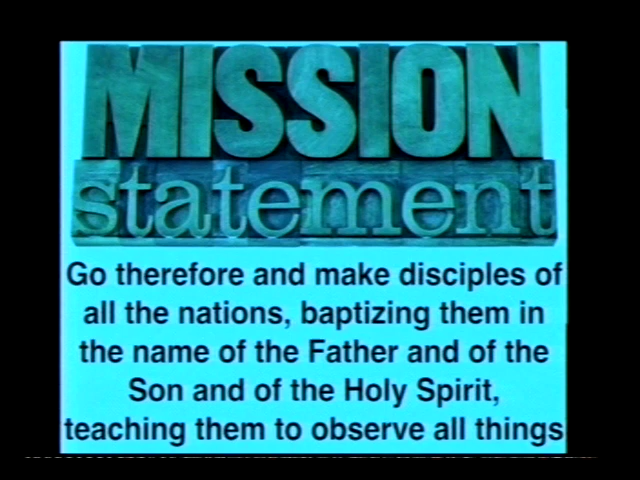 MISSION
statement
Go therefore and make disciples of
all the nations, baptizing them in
the name of the Father and of the
Son and of the Holy Spirit,
teaching them to observe all things